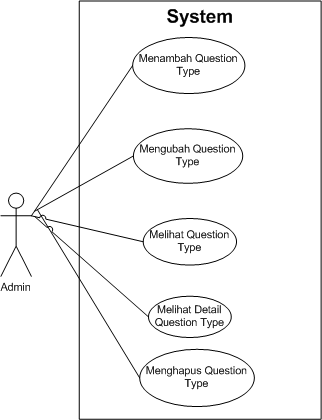 System
Menambah Question
Type
Mengubah Question
Type
Melihat Question
Type
Admin
Melihat Detail
Question Type
Menghapus Question
Type